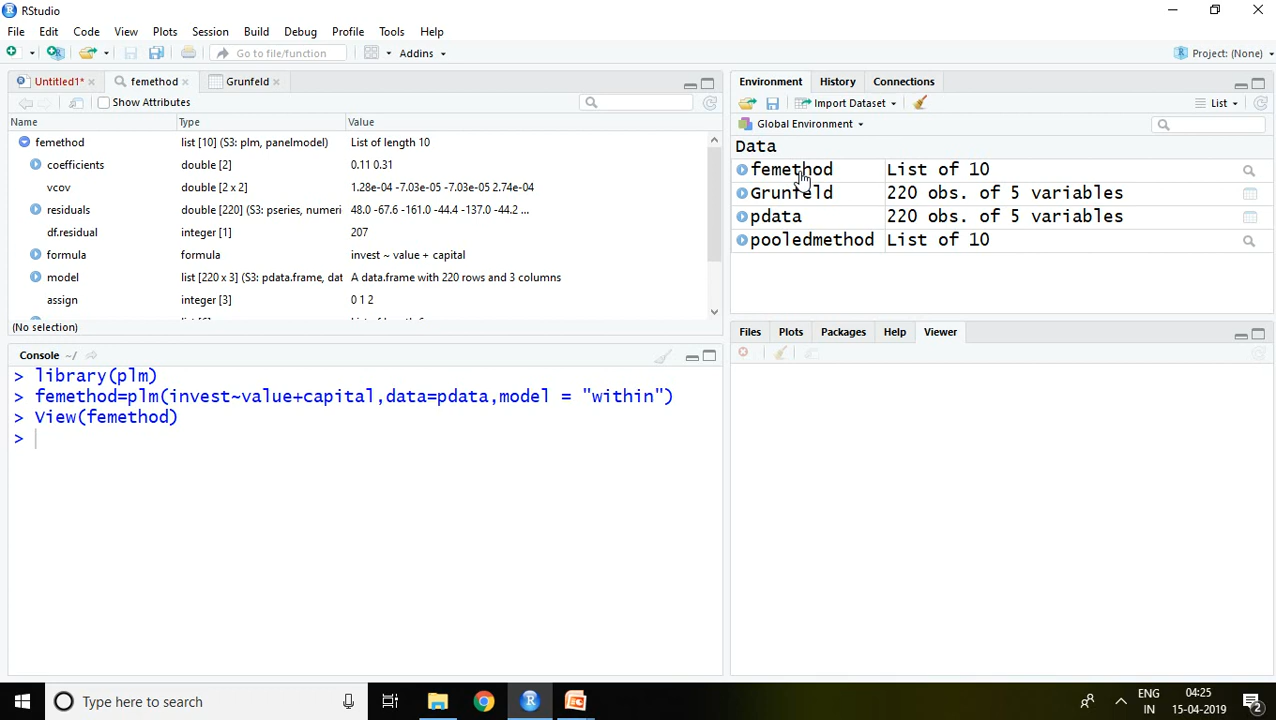 RStudio
File Edit Code View Plots Session Build Debug Profile Tools Help
Go to file/function Addins Project: (None)
Untitled1* femethod Grunfeld
Show Attributes
Name Type Value
femethod list [10] (S3: plm, panelmodel) List of length 10
coefficients double [2] 0.11 0.31
vcov double [2 x 2] 1.28e-04 -7.03e-05 -7.03e-05 2.74e-04
residuals double [220] (S3: pseries, numeri 48.0 -67.6 -161.0 -44.4 -137.0 -44.2 ...
df.residual integer [1] 207
formula formula invest ~ value + capital
model list [220 x 3] (S3: pdata.frame, dat A data.frame with 220 rows and 3 columns
assign integer [3] 0 1 2
(No selection)
Console ~/
> library(plm)
> femethod=plm(invest~value+capital,data=pdata,model = "within")
> View(femethod)
>
Environment History Connections
Import Dataset List
Global Environment
Data
femethod List of 10
Grunfeld 220 obs. of 5 variables
pdata 220 obs. of 5 variables
pooledmethod List of 10
Files Plots Packages Help Viewer
Type here to search
ENG
IN
04:25
15-04-2019
2